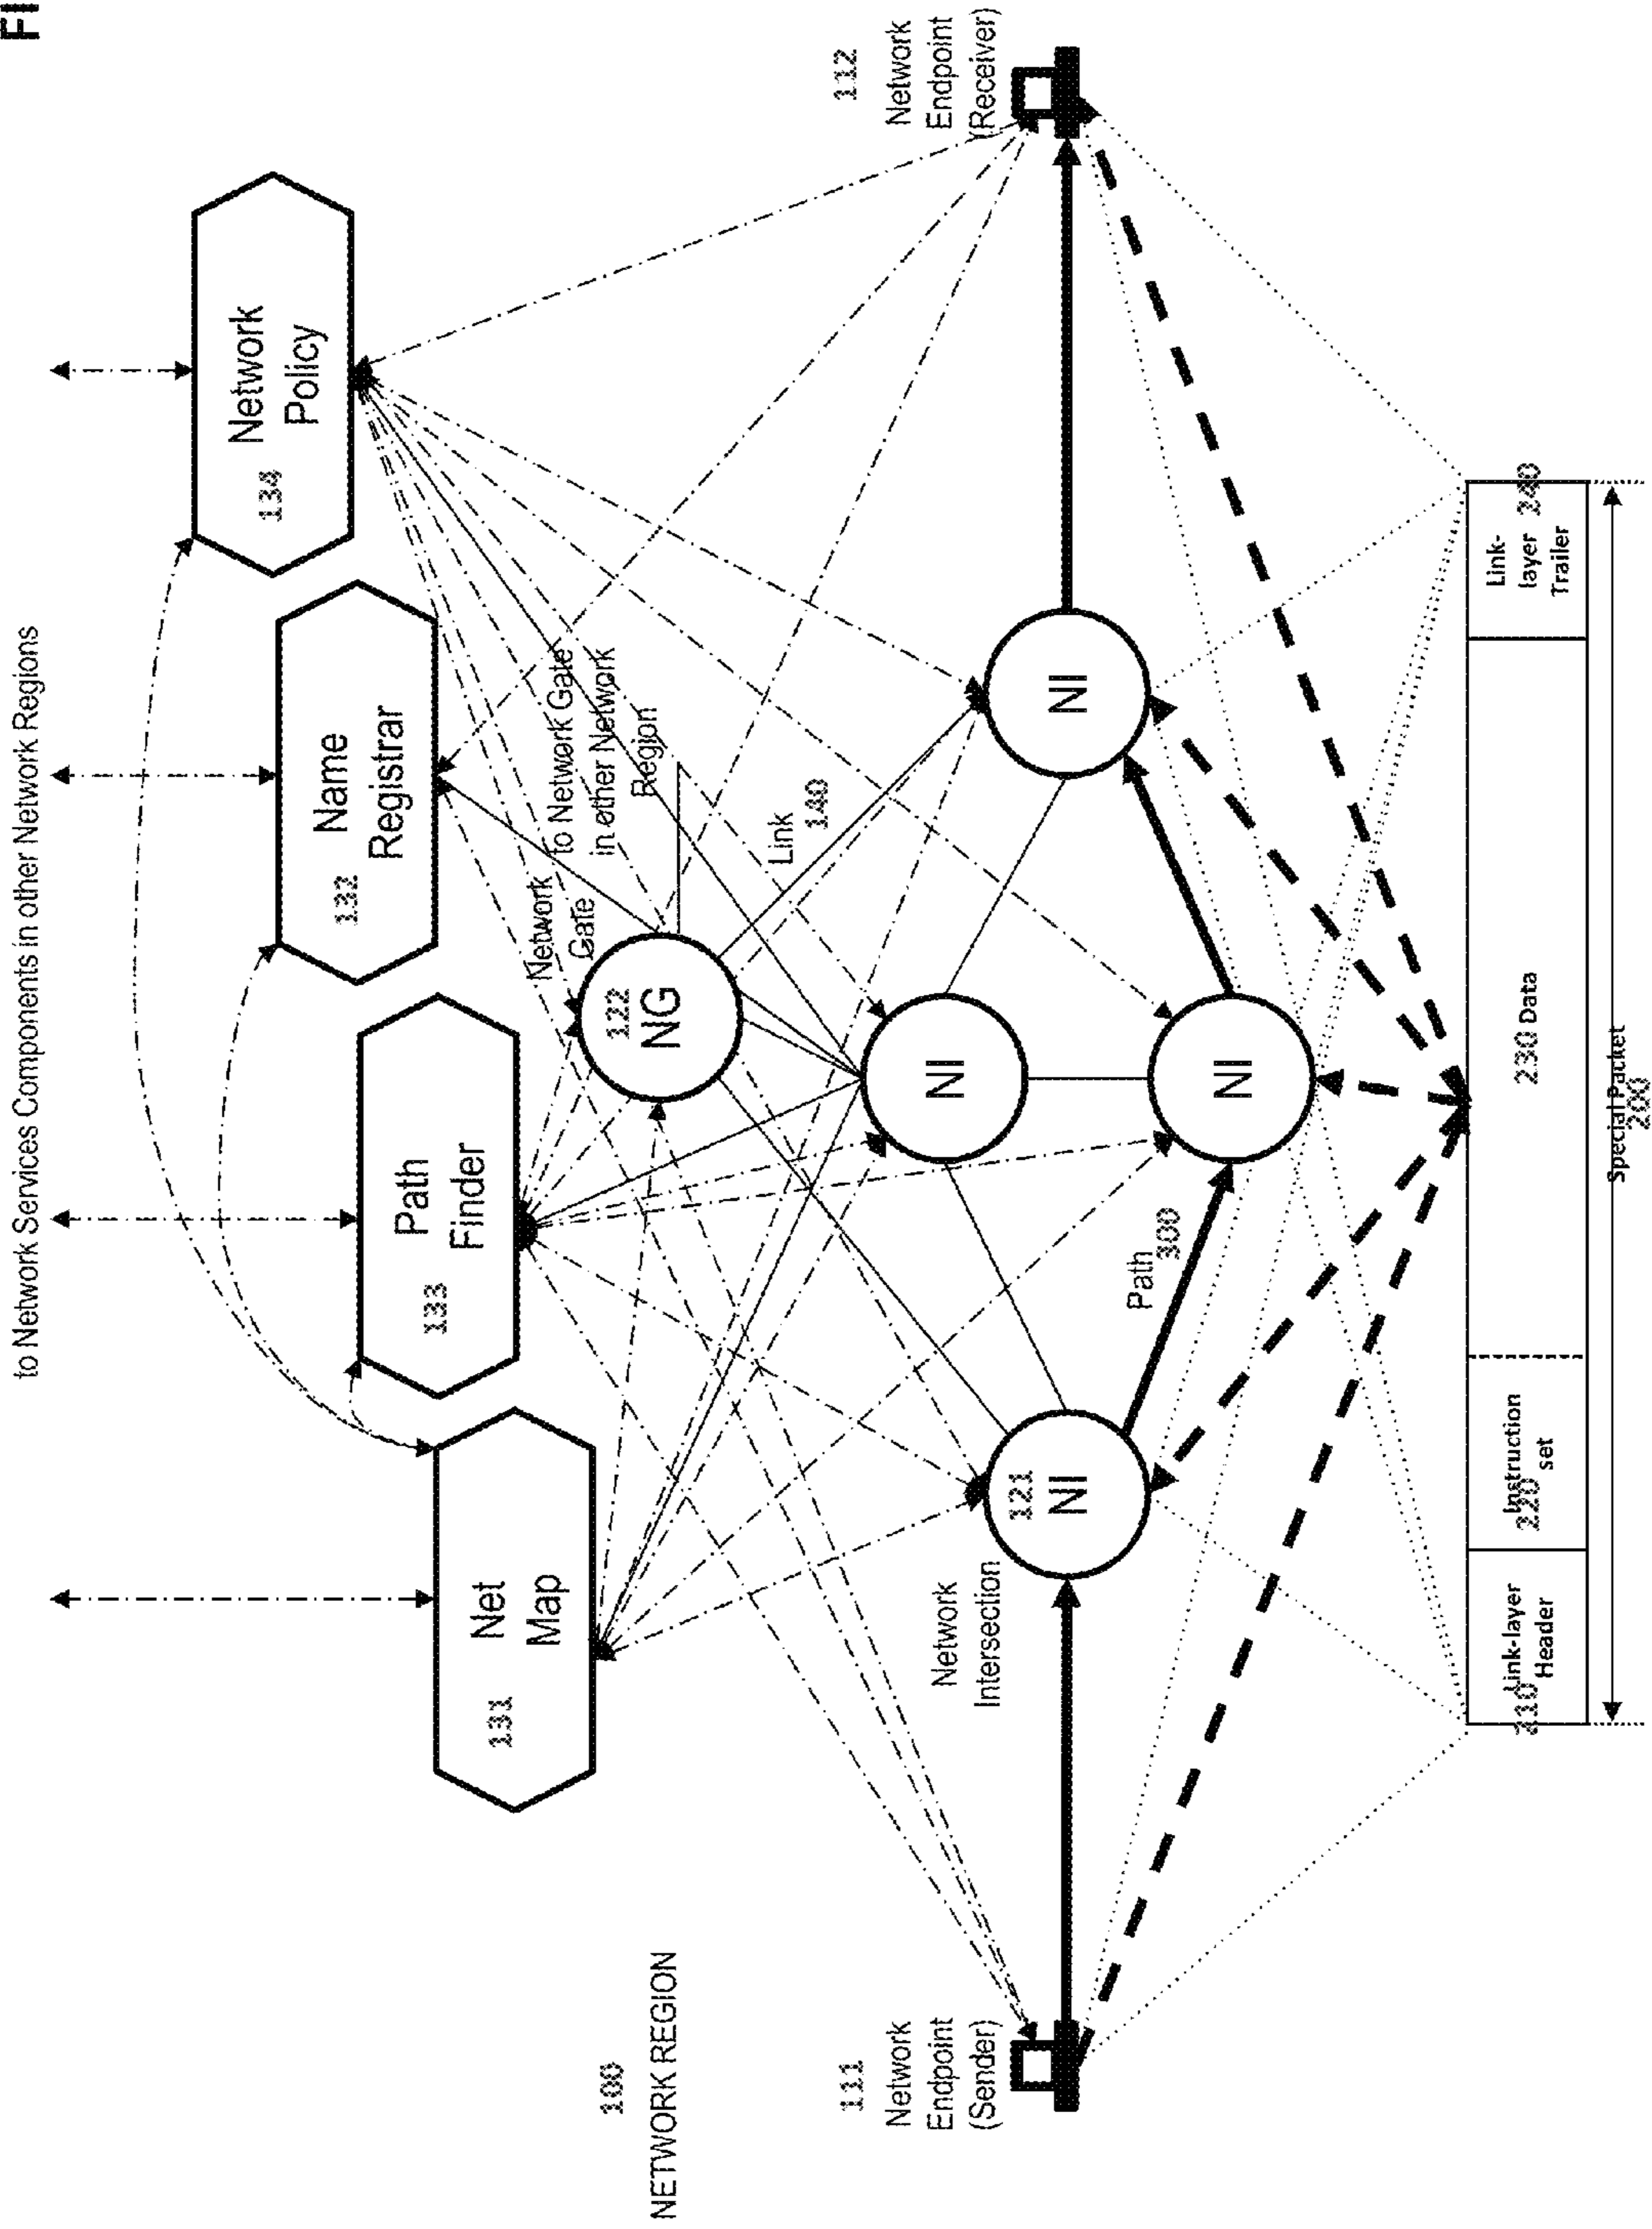 FI
to Network Services Components in other Network Regions
134
Network
Policy
132
Name
Registrar
133
Path
Finder
131
Net
Map
Network
Gate
to Network Gate
in other Network
Region
122
NG
Link
140
100
NETWORK REGION
111
Network
Endpoint
(Sender)
112
Network
Endpoint
(Receiver)
Network
Intersection
121
NI
NI
NI
NI
Path
300
210
Link-layer
Header
Instruction
220
set
230 Data
Link-
layer
Trailer
240
Special Packet
200